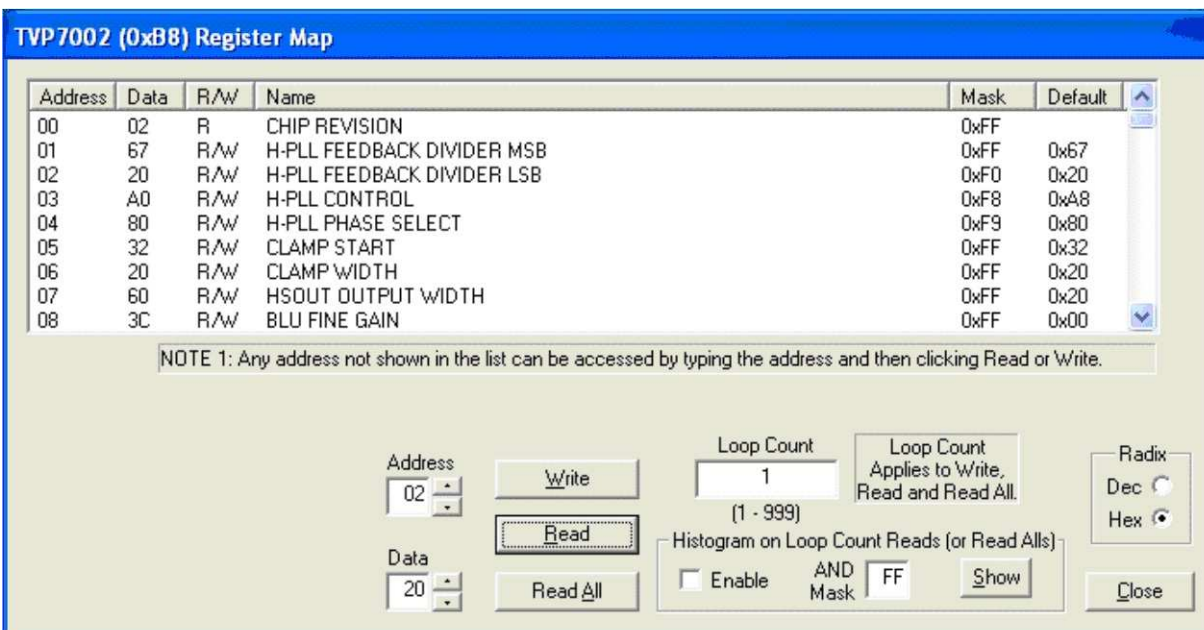 TVP7002 (0xB8) Register Map
Address Data R/W Name Mask Default
00 02 R CHIP REVISION 0xFF
01 67 R/W H-PLL FEEDBACK DIVIDER MSB 0xFF 0x67
02 20 R/W H-PLL FEEDBACK DIVIDER LSB 0xF0 0x20
03 A0 R/W H-PLL CONTROL 0xF8 0xA8
04 80 R/W H-PLL PHASE SELECT 0xF9 0x80
05 32 R/W CLAMP START 0xFF 0x32
06 20 R/W CLAMP WIDTH 0xFF 0x20
07 60 R/W HSOUT OUTPUT WIDTH 0xFF 0x20
08 3C R/W BLU FINE GAIN 0xFF 0x00
NOTE 1: Any address not shown in the list can be accessed by typing the address and then clicking Read or Write.
Address
02
Data
20
Write
Read
Read All
Loop Count
1
(1 - 999)
Loop Count
Applies to Write,
Read and Read All.
Histogram on Loop Count Reads (or Read Alls)
Enable
AND
Mask
FF
Show
Radix
Dec
Hex
Close